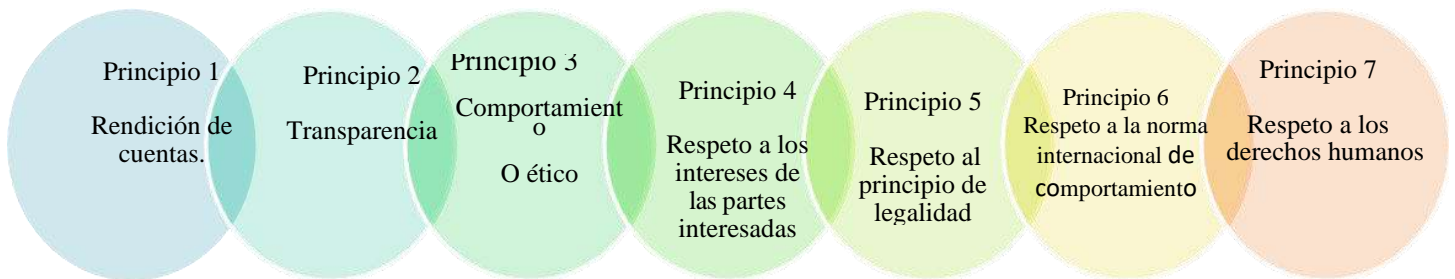 Principio 1
Rendición de
cuentas.
Principio 2
Transparencia
Principio 3
Comportamient
o
O ético
Principio 4
Respeto a los
intereses de
las partes
interesadas
Principio 5
Respeto al
principio de
legalidad
Principio 6
Respeto a la norma
internacional de
comportamiento
Principio 7
Respeto a los
derechos humanos